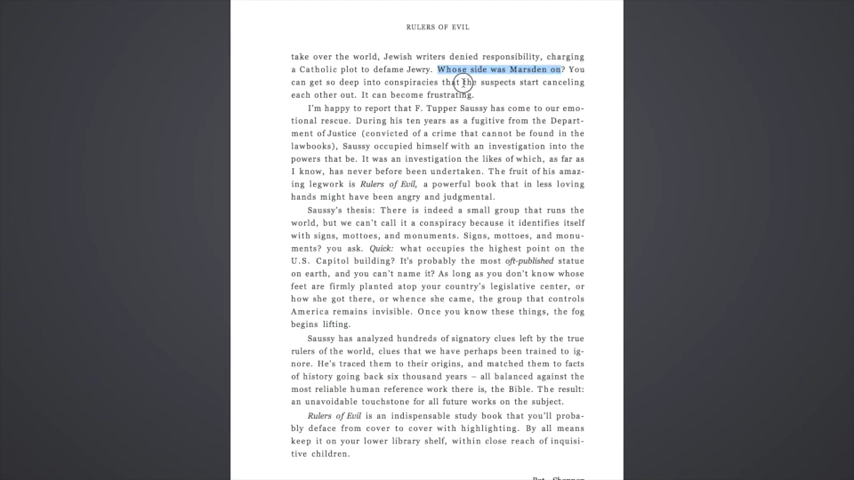 RULERS OF EVIL
take over the world, Jewish writers denied responsibility, charging
a Catholic plot to defame Jewry. Whose side was Marsden on? You
can get so deep into conspiracies that the suspects start canceling
each other out. It can become frustrating.
I'm happy to report that F. Tupper Saussy has come to our emo-
tional rescue. During his ten years as a fugitive from the Depart-
ment of Justice (convicted of a crime that cannot be found in the
lawbooks), Saussy occupied himself with an investigation into the
powers that be. It was an investigation the likes of which, as far as
I know, has never before been undertaken. The fruit of his amaz-
ing legwork is Rulers of Evil, a powerful book that in less loving
hands might have been angry and judgmental.
Saussy's thesis: There is indeed a small group that runs the
world, but we can't call it a conspiracy because it identifies itself
with signs, mottoes, and monuments. Signs, mottoes, and monu-
ments? you ask. Quick: what occupies the highest point on the
U.S. Capitol building? It's probably the most oft-published statue
on earth, and you can't name it? As long as you don't know whose
feet are firmly planted atop your country's legislative center, or
how she got there, or whence she came, the group that controls
America remains invisible. Once you know these things, the fog
begins lifting.
Saussy has analyzed hundreds of signatory clues left by the true
rulers of the world, clues that we have perhaps been trained to ig-
nore. He's traced them to their origins, and matched them to facts
of history going back six thousand years – all balanced against the
most reliable human reference work there is, the Bible. The result:
an unavoidable touchstone for all future works on the subject.
Rulers of Evil is an indispensable study book that you'll proba-
bly deface from cover to cover with highlighting. By all means
keep it on your lower library shelf, within close reach of inquisi-
tive children.